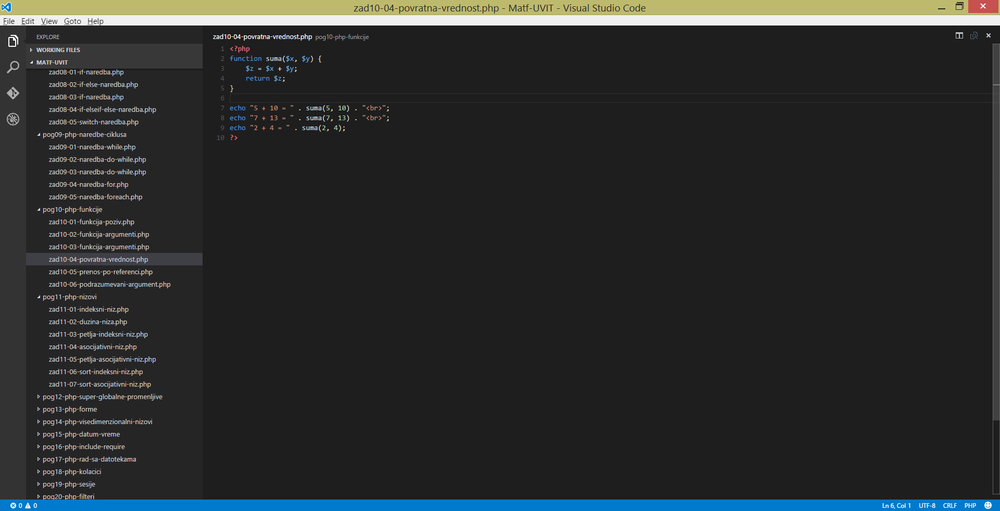 zad10-04-povratna-vrednost.php - Matf-UVIT - Visual Studio Code
File Edit View Goto Help
EXPLORE
WORKING FILES
MATF-UVIT
zad08-01-if-naredba.php
zad08-02-if-else-naredba.php
zad08-03-if-naredba.php
zad08-04-if-elseif-else-naredba.php
zad08-05-switch-naredba.php
pog09-php-naredbe-ciklusa
zad09-01-naredba-while.php
zad09-02-naredba-do-while.php
zad09-03-naredba-do-while.php
zad09-04-naredba-for.php
zad09-05-naredba-foreach.php
pog10-php-funkcije
zad10-01-funkcija-poziv.php
zad10-02-funkcija-argumenti.php
zad10-03-funkcija-argumenti.php
zad10-04-povratna-vrednost.php
zad10-05-prenos-po-referenci.php
zad10-06-podrazumevani-argument.php
pog11-php-nizovi
zad11-01-indeksni-niz.php
zad11-02-duzina-niza.php
zad11-03-petlja-indeksni-niz.php
zad11-04-asocijativni-niz.php
zad11-05-petlja-asocijativni-niz.php
zad11-06-sort-indeksni-niz.php
zad11-07-sort-asocijativni-niz.php
pog12-php-super-globalne-promenljive
pog13-php-forme
pog14-php-visedimenzionalni-nizovi
pog15-php-datum-vreme
pog16-php-include-require
pog17-php-rad-sa-datotekama
pog18-php-kolacici
pog19-php-sesije
pog20-php-filteri
zad10-04-povratna-vrednost.php pog10-php-funkcije
1 <?php
2 function suma($x, $y) {
3     $z = $x + $y;
4     return $z;
5 }
6
7 echo "5 + 10 = " . suma(5, 10) . "<br>";
8 echo "7 + 13 = " . suma(7, 13) . "<br>";
9 echo "2 + 4 = " . suma(2, 4);
10 ?>
0 0
Ln 6, Col 1 UTF-8 CRLF PHP